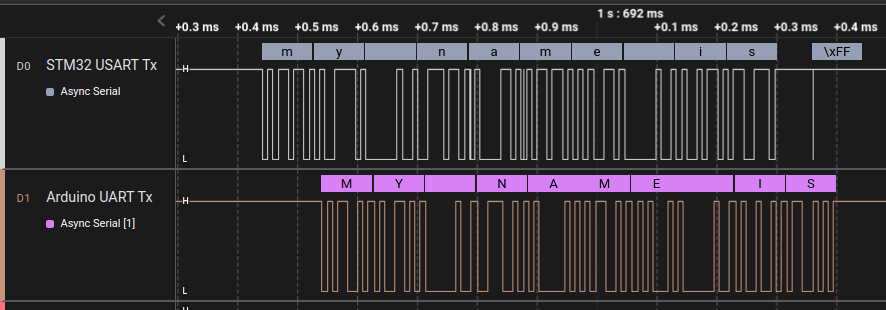 1 s : 692 ms
+0.3 ms +0.4 ms +0.5 ms +0.6 ms +0.7 ms +0.8 ms +0.9 ms +0.1 ms +0.2 ms +0.3 ms +0.4 ms
m y n a m e i s \xFF
D0 STM32 USART Tx H
Async Serial
L
M Y N A M E I S
D1 Arduino UART Tx H
Async Serial [1]
L
H